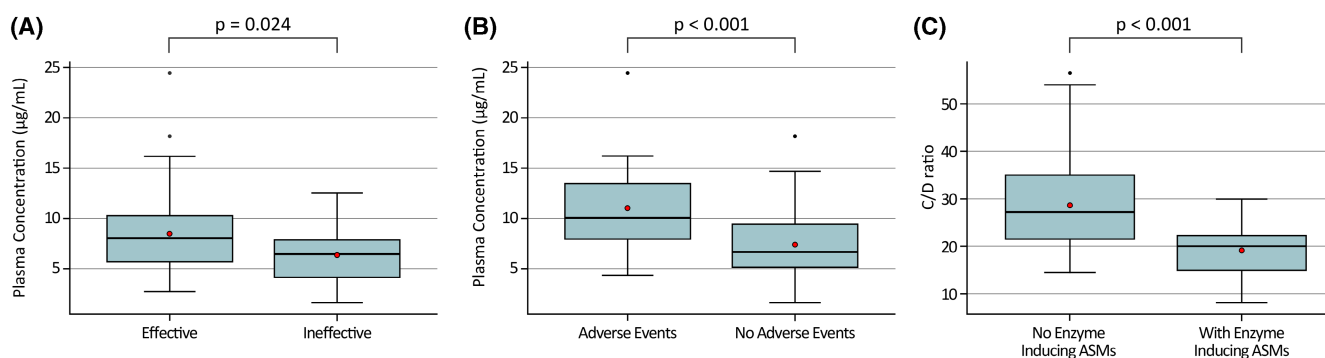 (A)
p = 0.024
Plasma Concentration (µg/mL)
25
20
15
10
5
Effective
Ineffective
(B)
p < 0.001
Plasma Concentration (µg/mL)
25
20
15
10
5
Adverse Events
No Adverse Events
(C)
p < 0.001
C/D ratio
50
40
30
20
10
No Enzyme
Inducing ASMs
With Enzyme
Inducing ASMs